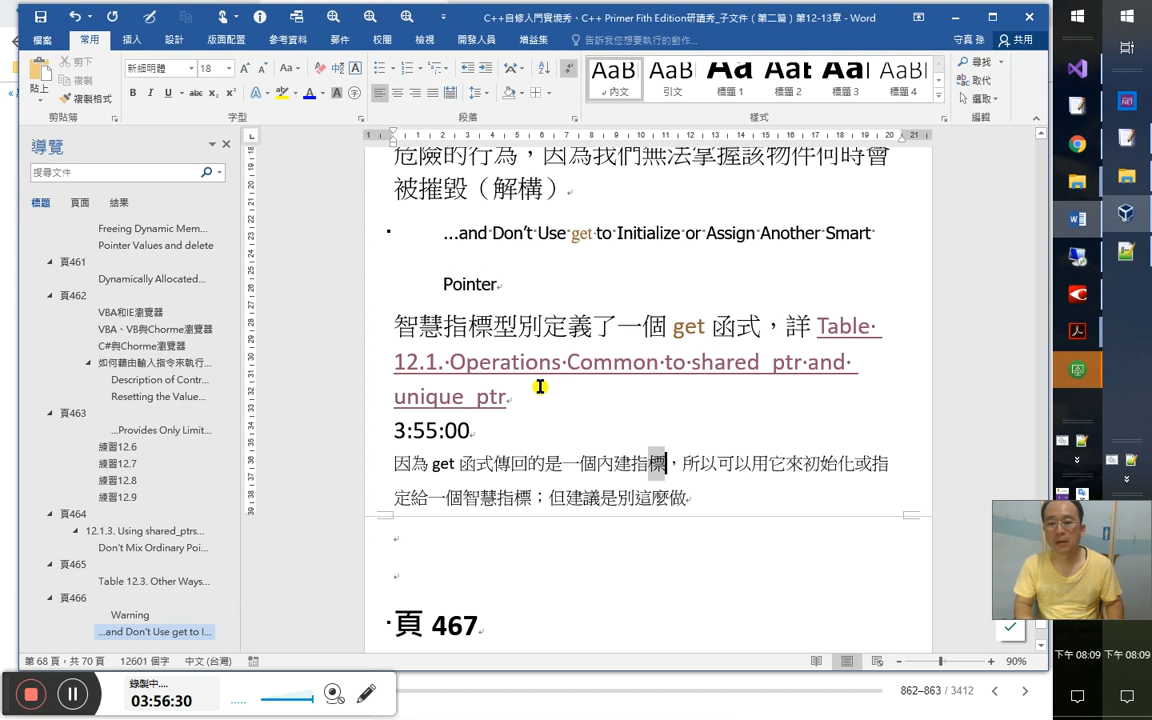 C++自修入門實境秀、C++ Primer Fith Edition研讀秀_子文件（第二篇）第12-13章 - Word
檔案 常用 插入 設計 版面配置 參考資料 郵件 校閱 檢視 開發人員 增益集 告訴我您想要執行的動作... 守真 孫 共用
貼上 剪下 複製 複製格式
新細明體 18
AaB AaB Aa Aat Aal AaBl
內文 引文 標題 1 標題 2 標題 3 標題 4
尋找 取代 選取
剪貼簿 字型 段落 樣式 編輯
導覽
搜尋文件
標題 頁面 結果
Freeing Dynamic Mem...
Pointer Values and delete
頁461
Dynamically Allocated...
頁462
VBA和IE瀏覽器
VBA、VB與Chorme瀏覽器
C#與Chorme瀏覽器
如何藉由輸入指令來執行...
Description of Contr...
Resetting the Value...
頁463
...Provides Only Limit...
練習12.6
練習12.7
練習12.8
練習12.9
頁464
12.1.3. Using shared_ptrs...
Don't Mix Ordinary Poi...
頁465
Table 12.3. Other Ways...
頁466
Warning
...and Don't Use get to I...
危險的行為，因為我們無法掌握該物件何時會
被摧毀（解構）
...and Don't Use get to Initialize or Assign Another Smart
Pointer
智慧指標型別定義了一個 get 函式，詳 Table
12.1. Operations Common to shared_ptr and
unique_ptr
3:55:00
因為 get 函式傳回的是一個內建指標，所以可以用它來初始化或指
定給一個智慧指標；但建議是別這麼做
頁 467
第 68 頁，共 70 頁 12601 個字 中文 (台灣) 90%
錄製中....
03:56:30
862–863 / 3412
下午 08:09 下午 08:09